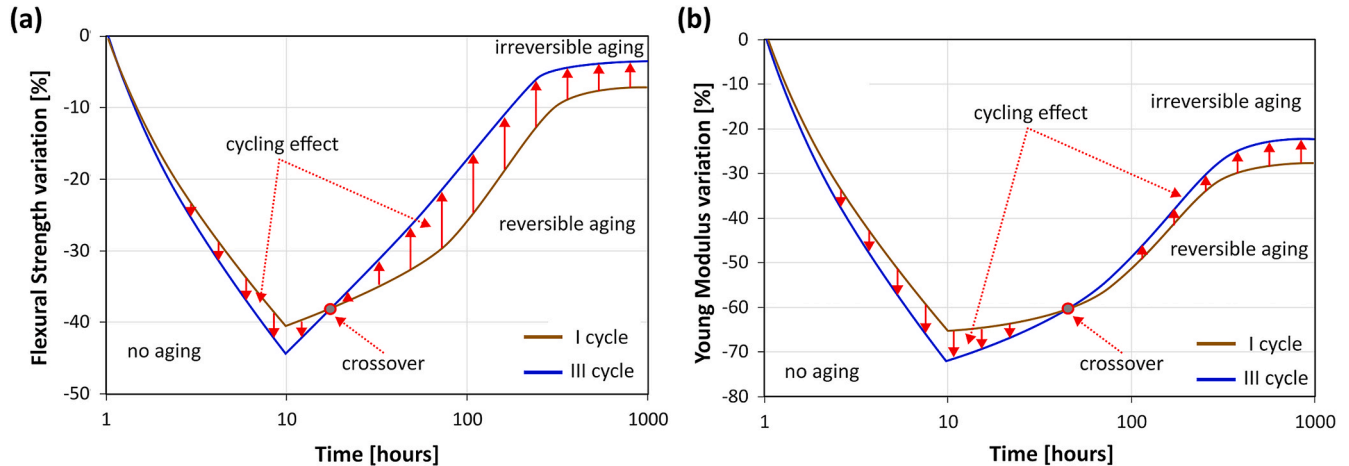 (a)
Flexural Strength variation [%]
0
-10
-20
-30
-40
-50
irreversible aging
cycling effect
reversible aging
no aging
crossover
I cycle
III cycle
1
10
100
1000
Time [hours]
(b)
Young Modulus variation [%]
0
-10
-20
-30
-40
-50
-60
-70
-80
irreversible aging
cycling effect
reversible aging
no aging
crossover
I cycle
III cycle
1
10
100
1000
Time [hours]